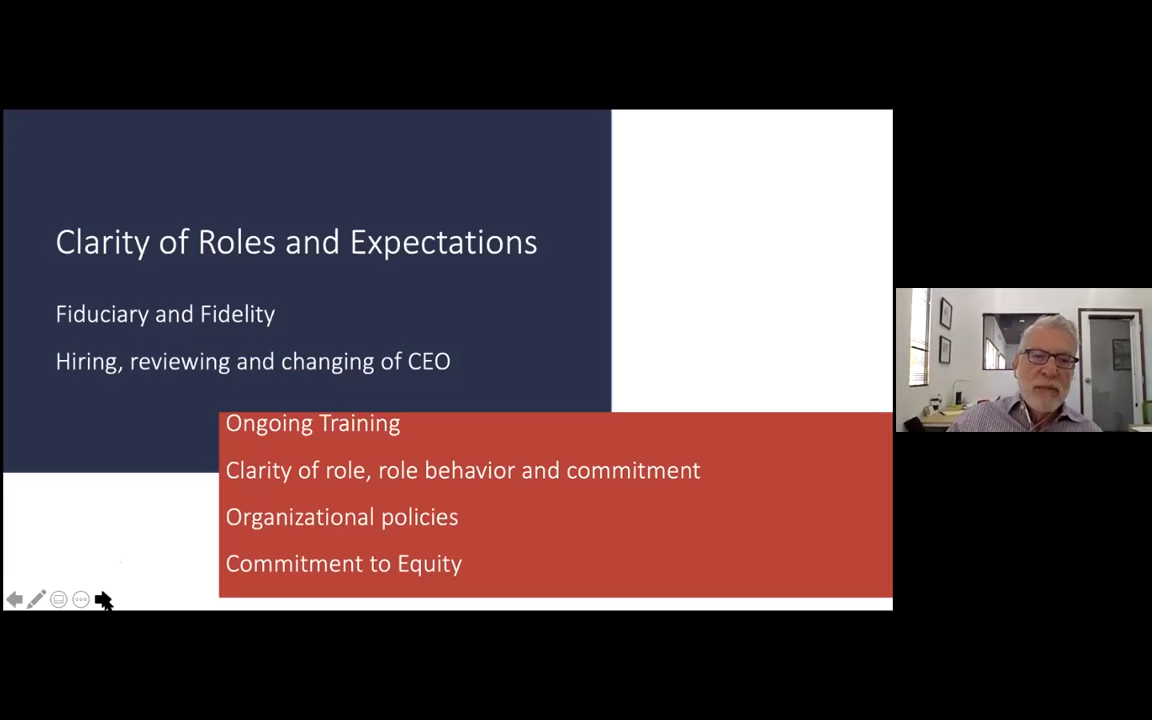 Clarity of Roles and Expectations
Fiduciary and Fidelity
Hiring, reviewing and changing of CEO
Ongoing Training
Clarity of role, role behavior and commitment
Organizational policies
Commitment to Equity